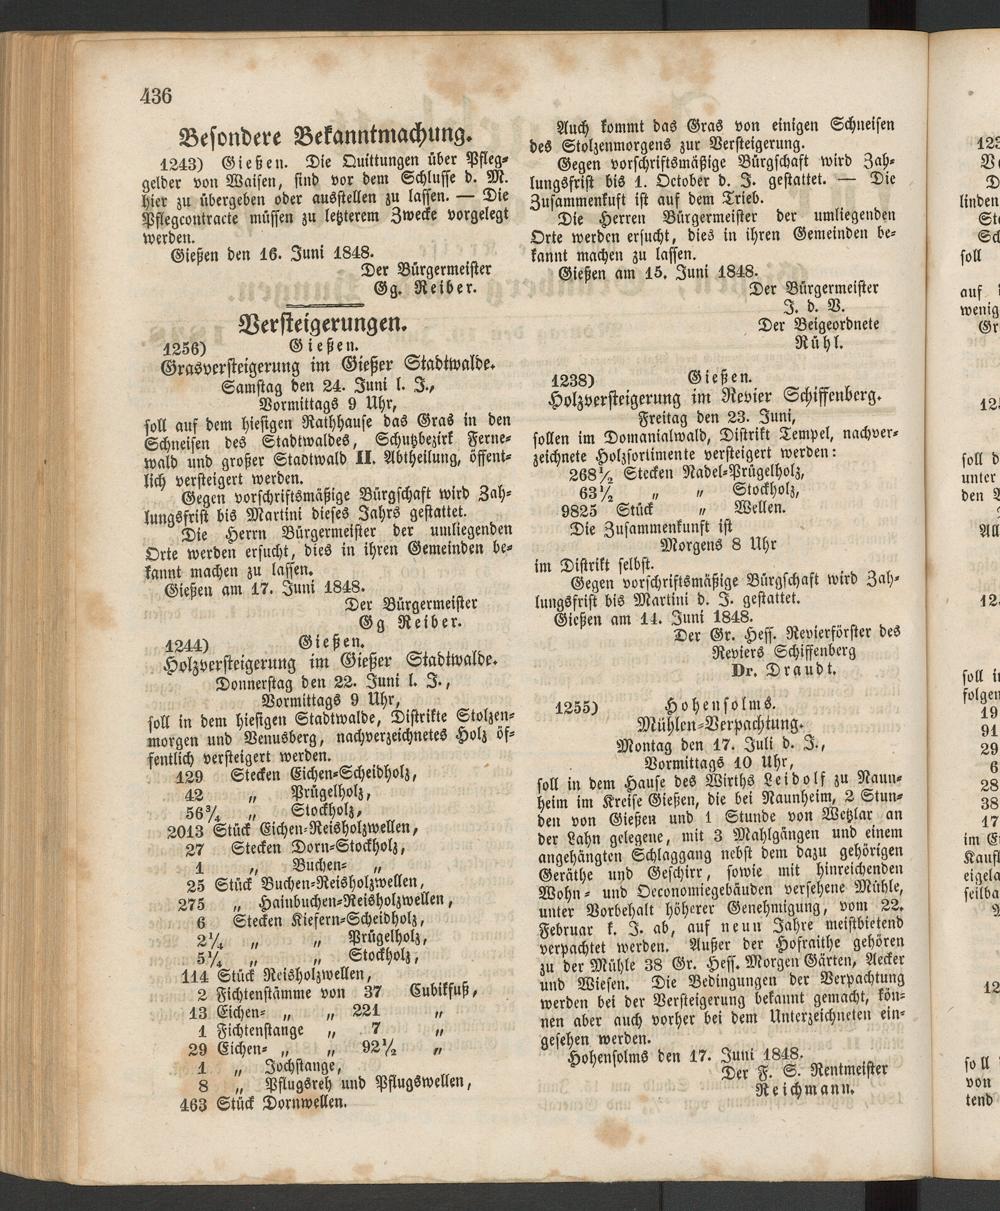 436
Besondere Bekanntmachung.
1243) Gießen. Die Quittungen über Pfleg-
gelder von Waisen, sind vor dem Schlusse d. M.
hier zu übergeben oder ausstellen zu lassen. — Die
Pflegcontracte müssen zu letzterem Zwecke vorgelegt
werden.
Gießen den 16. Juni 1848.
Der Bürgermeister
Gg. Reiber.
Versteigerungen.
1256) Gießen.
Grasversteigerung im Gießer Stadtwalde.
Samstag den 24. Juni l. J.,
Vormittags 9 Uhr,
soll auf dem hiesigen Rathhause das Gras in den
Schneisen des Stadtwaldes, Schutzbezirk Ferne-
wald und großer Stadtwald II. Abtheilung, öffent-
lich versteigert werden.
Gegen vorschriftsmäßige Bürgschaft wird Zah-
lungsfrist bis Martini dieses Jahrs gestattet.
Die Herrn Bürgermeister der umliegenden
Orte werden ersucht, dies in ihren Gemeinden be-
kannt machen zu lassen.
Gießen am 17. Juni 1848.
Der Bürgermeister
Gg Reiber.
1244) Gießen.
Holzversteigerung im Gießer Stadtwalde.
Donnerstag den 22. Juni l. J.,
Vormittags 9 Uhr,
soll in dem hiesigen Stadtwalde, Distrikte Stolzen-
morgen und Venusberg, nachverzeichnetes Holz öf-
fentlich versteigert werden.
129 Stecken Eichen-Scheidholz,
42 „ Prügelholz,
56¾ „ Stockholz,
2013 Stück Eichen-Reisholzwellen,
27 Stecken Dorn-Stockholz,
1 „ Buchen- „
25 Stück Buchen-Reisholzwellen,
275 „ Hainbuchen-Reisholzwellen,
6 Stecken Kiefern-Scheidholz,
2¼ „ „ Prügelholz,
5¼ „ „ Stockholz,
114 Stück Reisholzwellen,
2 Fichtenstämme von 37 Cubikfuß,
13 Eichen- „ „ 221 „
1 Fichtenstange „ 7 „
29 Eichen- „ „ 92½ „
1 „ Jochstange,
8 „ Pflugsreh und Pflugswellen,
463 Stück Dornwellen.
Auch kommt das Gras von einigen Schneisen
des Stolzenmorgens zur Versteigerung.
Gegen vorschriftsmäßige Bürgschaft wird Zah-
lungsfrist bis 1. October d. J. gestattet. — Die
Zusammenkuft ist auf dem Trieb.
Die Herren Bürgermeister der umliegenden
Orte werden ersucht, dies in ihren Gemeinden be-
kannt machen zu lassen.
Gießen am 15. Juni 1848.
Der Bürgermeister
J. d. V.
Der Beigeordnete
Rühl.
1238) Gießen.
Holzversteigerung im Revier Schiffenberg.
Freitag den 23. Juni,
sollen im Domanialwald, Distrikt Tempel, nachver-
zeichnete Holzsortimente versteigert werden:
268½ Stecken Nadel-Prügelholz,
63½ „ „ Stockholz,
9825 Stück „ Wellen.
Die Zusammenkunft ist
Morgens 8 Uhr
im Distrikt selbst.
Gegen vorschriftsmäßige Bürgschaft wird Zah-
lungsfrist bis Martini d. J. gestattet.
Gießen am 14. Juni 1848.
Der Gr. Hess. Revierförster des
Reviers Schiffenberg
Dr. Draudt.
1255) Hohensolms.
Mühlen-Verpachtung.
Montag den 17. Juli d. J.,
Vormittags 10 Uhr,
soll in dem Hause des Wirths Leidolf zu Naun-
heim im Kreise Gießen, die bei Naunheim, 2 Stun-
den von Gießen und 1 Stunde von Wetzlar an
der Lahn gelegene, mit 3 Mahlgängen und einem
angehängten Schlaggang nebst dem dazu gehörigen
Geräthe und Geschirr, sowie mit hinreichenden
Wohn- und Oeconomiegebäuden versehene Mühle,
unter Vorbehalt höherer Genehmigung, vom 22.
Februar k. J. ab, auf neun Jahre meistbietend
verpachtet werden. Außer der Hofraithe gehören
zu der Mühle 38 Gr. Hess. Morgen Gärten, Aecker
und Wiesen. Die Bedingungen der Verpachtung
werden bei der Versteigerung bekannt gemacht, kön-
nen aber auch vorher bei dem Unterzeichneten ein-
gesehen werden.
Hohensolms den 17. Juni 1848.
Der F. S. Rentmeister
Reichmann.